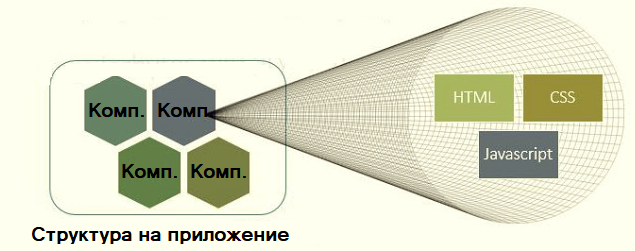 Комп. Комп.
HTML CSS
Javascript
Комп. Комп.
Структура на приложение